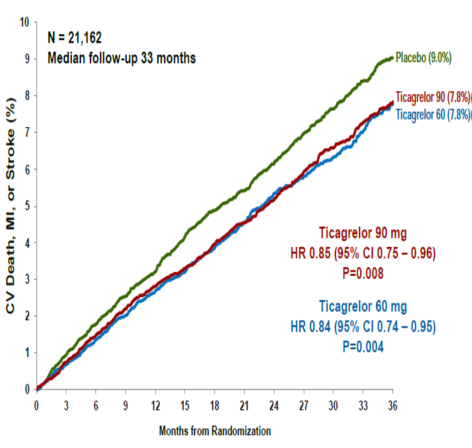 N = 21,162
Median follow-up 33 months
CV Death, MI, or Stroke (%)
10
9
8
7
6
5
4
3
2
1
0
Placebo (9.0%)
Ticagrelor 90 (7.8%)
Ticagrelor 60 (7.8%)
Ticagrelor 90 mg
HR 0.85 (95% CI 0.75 – 0.96)
P=0.008
Ticagrelor 60 mg
HR 0.84 (95% CI 0.74 – 0.95)
P=0.004
0 3 6 9 12 15 18 21 24 27 30 33 36
Months from Randomization